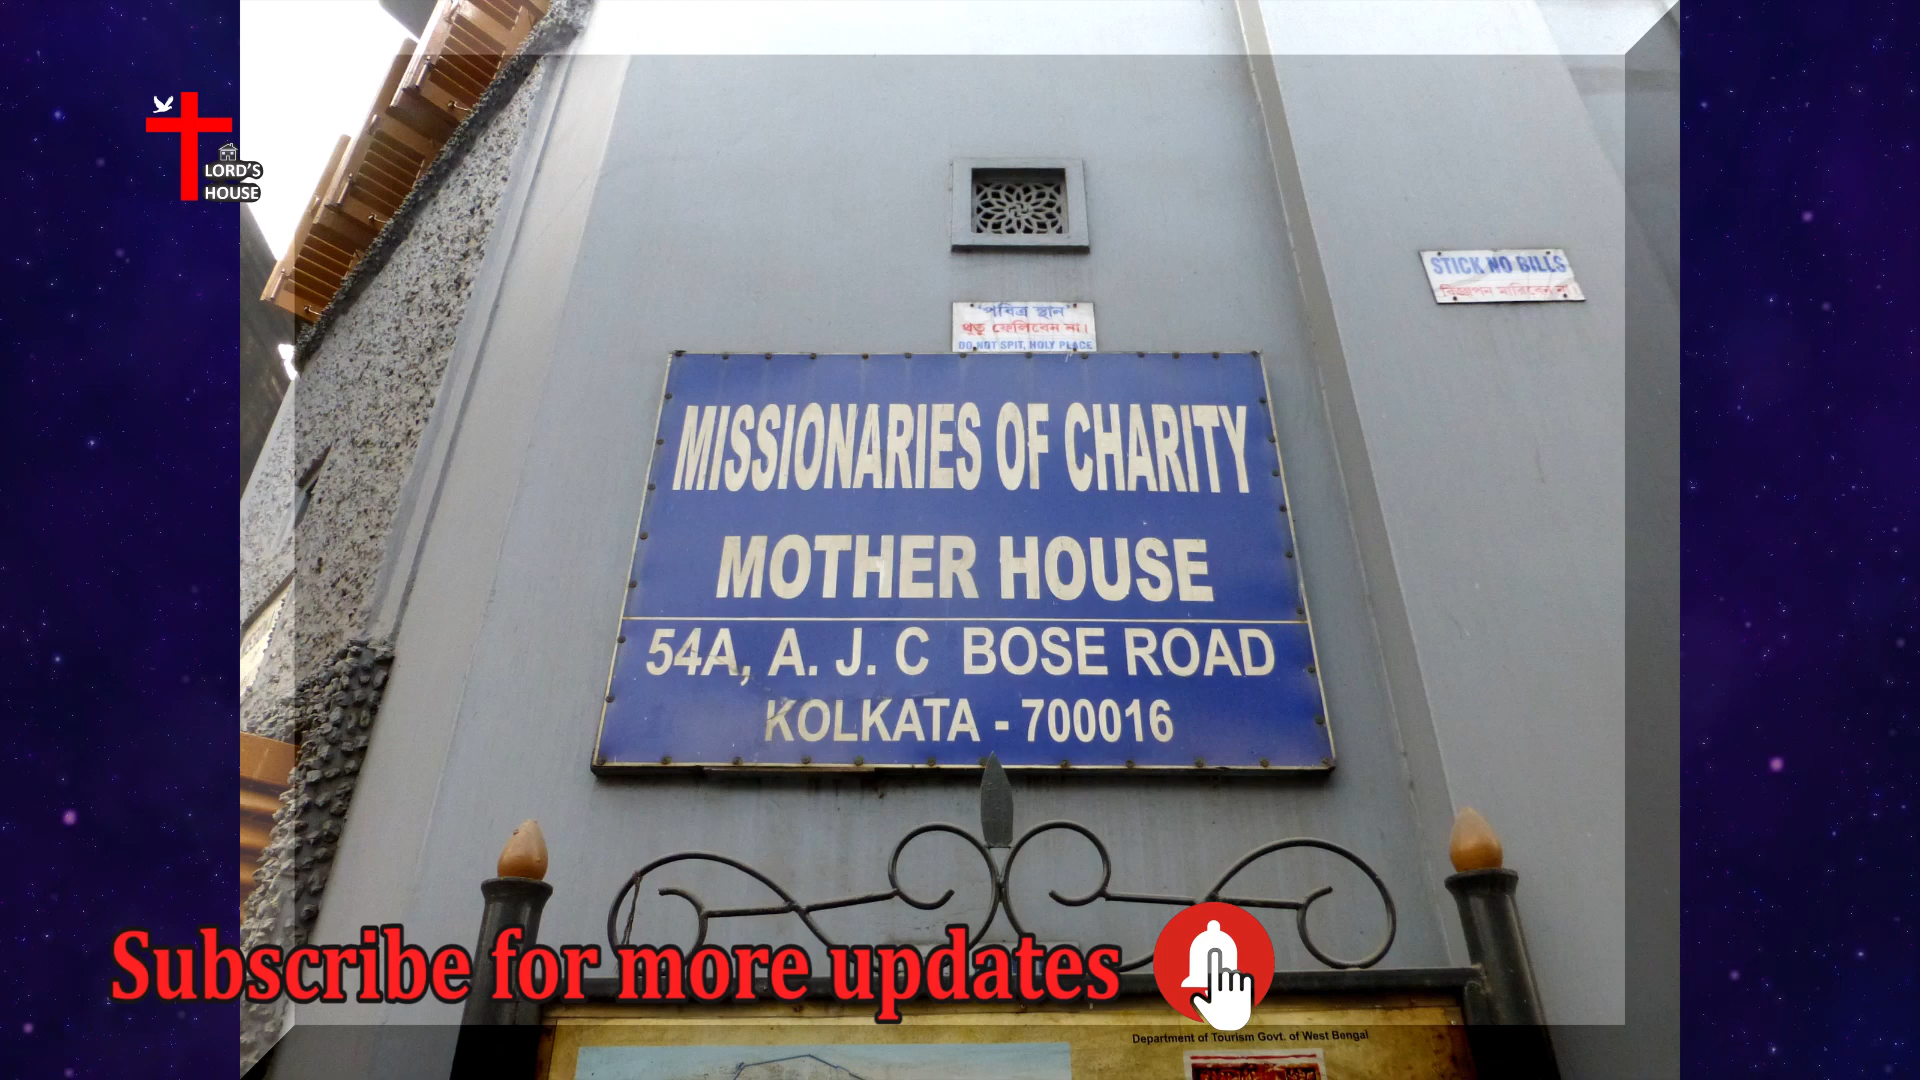 LORD'S
HOUSE
STICK NO BILLS
বিজ্ঞাপন মারিবেন না।
"পবিত্র স্থান"
থুতু ফেলিবেন না।
DO NOT SPIT, HOLY PLACE
MISSIONARIES OF CHARITY
MOTHER HOUSE
54A, A. J. C BOSE ROAD
KOLKATA - 700016
Subscribe for more updates
Department of Tourism Govt. of West Bengal